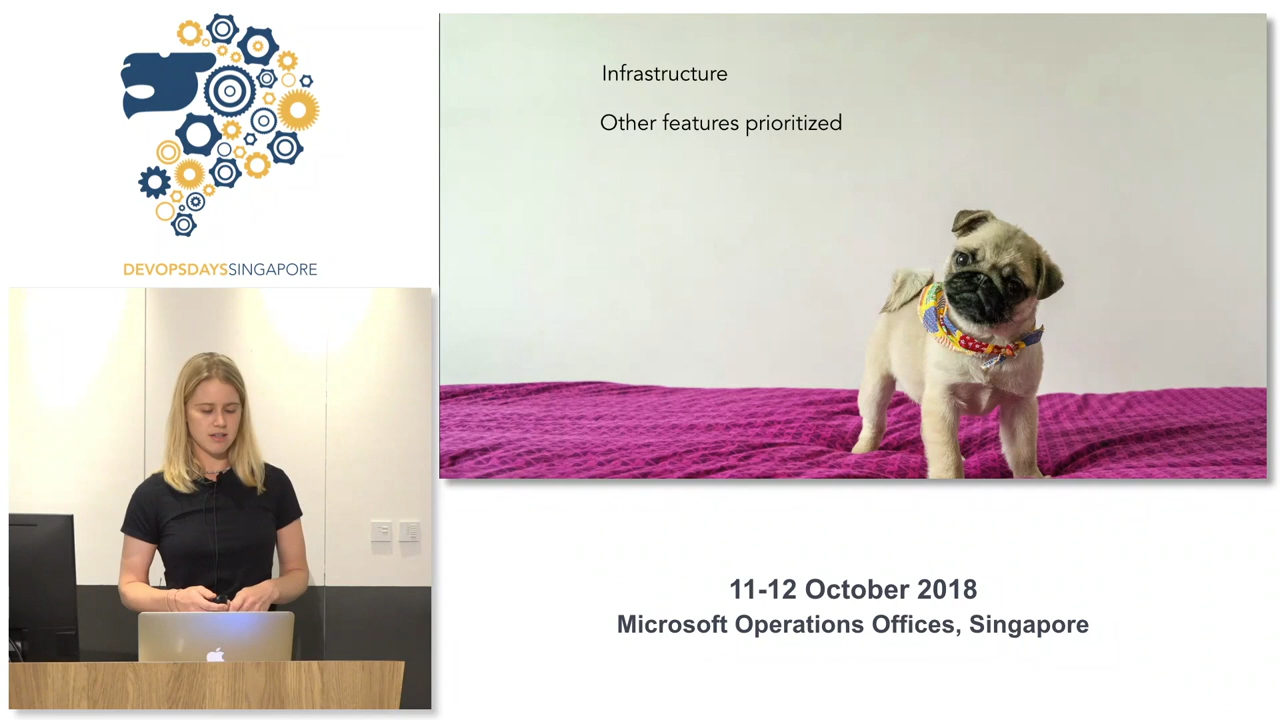 DEVOPSDAYSSINGAPORE
Infrastructure
Other features prioritized
11-12 October 2018
Microsoft Operations Offices, Singapore